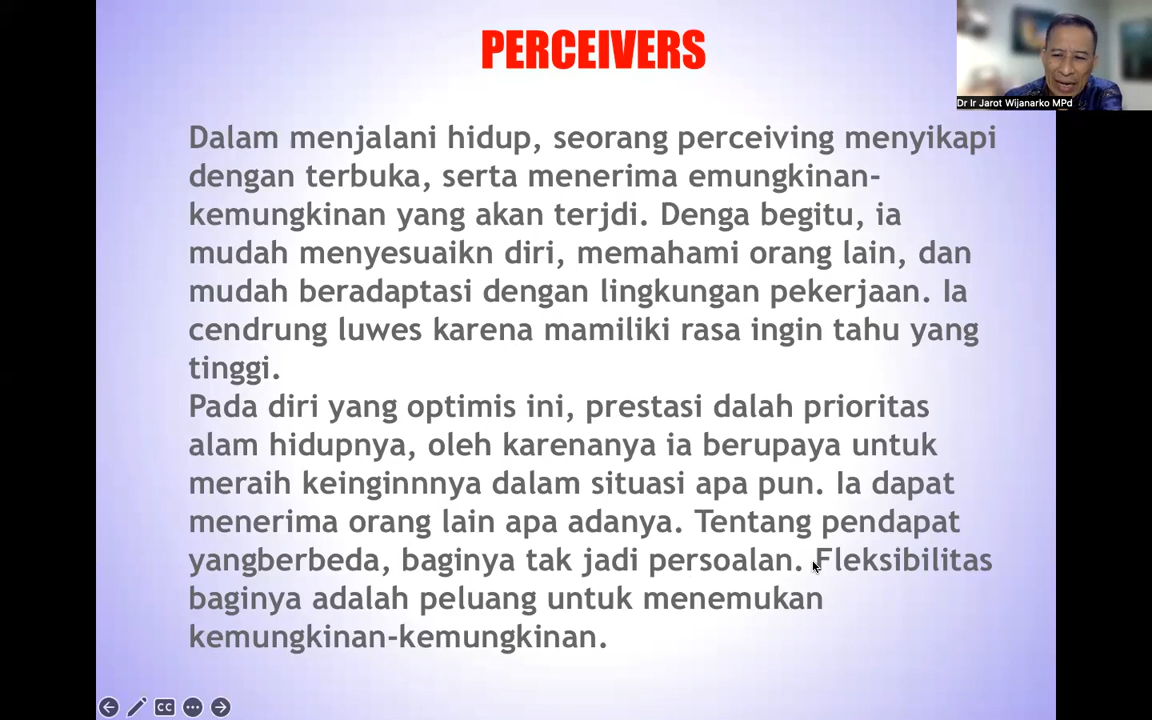 PERCEIVERS
Dr Ir Jarot Wijanarko MPd
Dalam menjalani hidup, seorang perceiving menyikapi
dengan terbuka, serta menerima emungkinan-
kemungkinan yang akan terjdi. Denga begitu, ia
mudah menyesuaikn diri, memahami orang lain, dan
mudah beradaptasi dengan lingkungan pekerjaan. Ia
cendrung luwes karena mamiliki rasa ingin tahu yang
tinggi.
Pada diri yang optimis ini, prestasi dalah prioritas
alam hidupnya, oleh karenanya ia berupaya untuk
meraih keinginnnya dalam situasi apa pun. Ia dapat
menerima orang lain apa adanya. Tentang pendapat
yangberbeda, baginya tak jadi persoalan. Fleksibilitas
baginya adalah peluang untuk menemukan
kemungkinan-kemungkinan.
CC